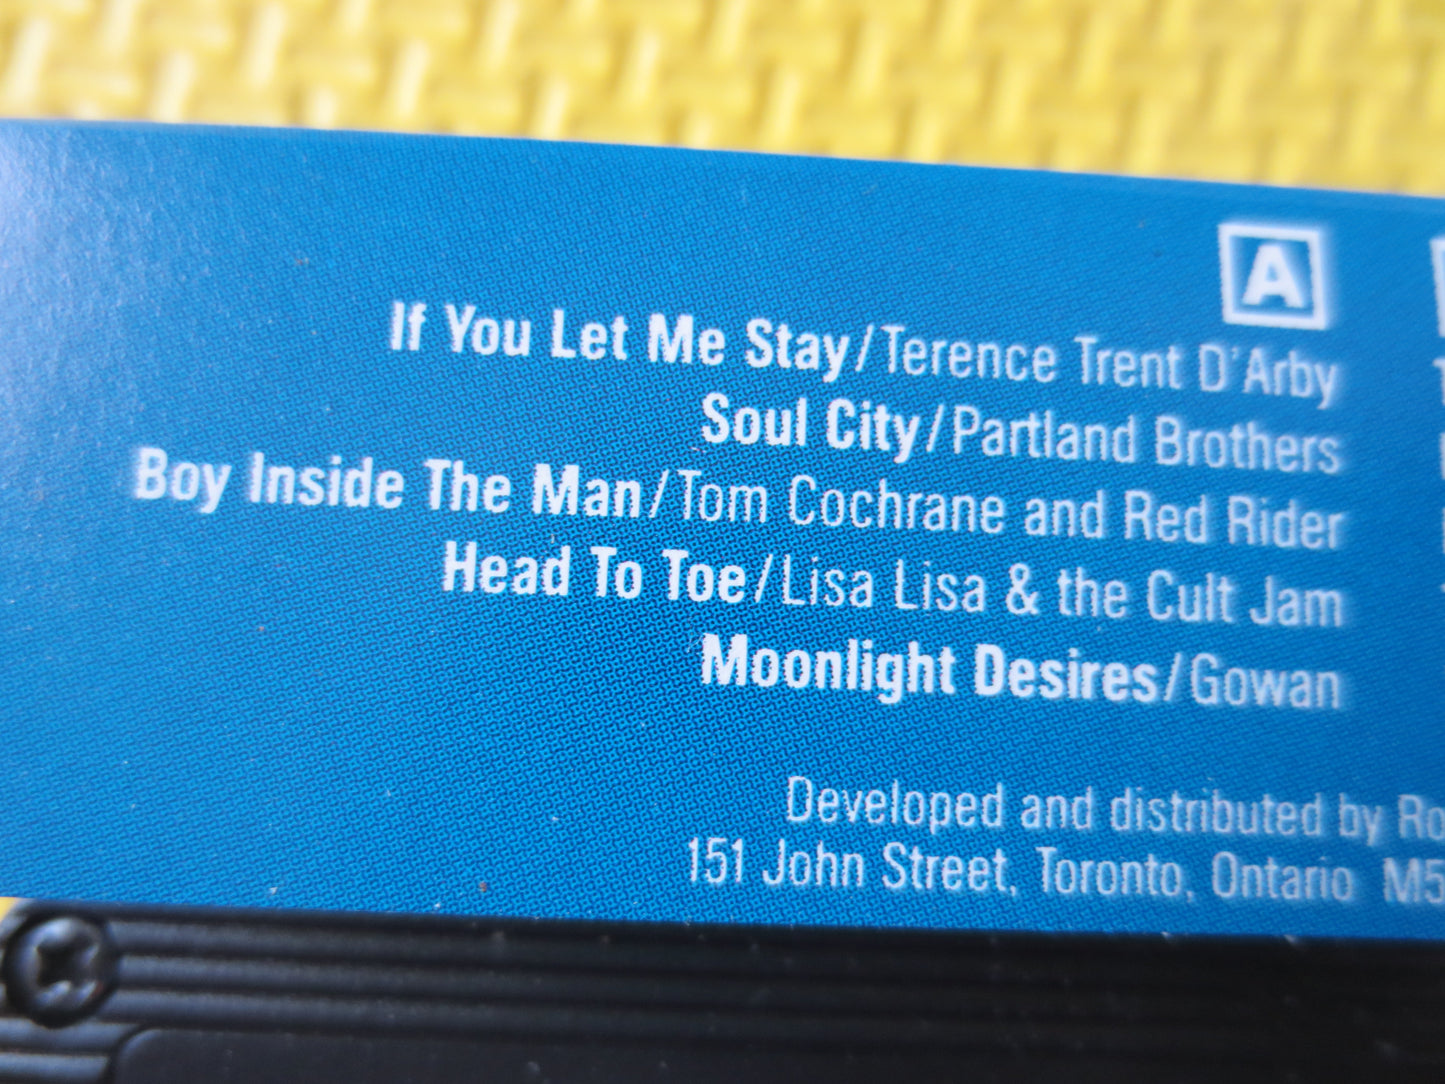 A
If You Let Me Stay/Terence Trent D'Arby
Soul City/Partland Brothers
Boy Inside The Man/Tom Cochrane and Red Rider
Head To Toe/Lisa Lisa & the Cult Jam
Moonlight Desires/Gowan
Developed and distributed by Ro
151 John Street, Toronto, Ontario M5